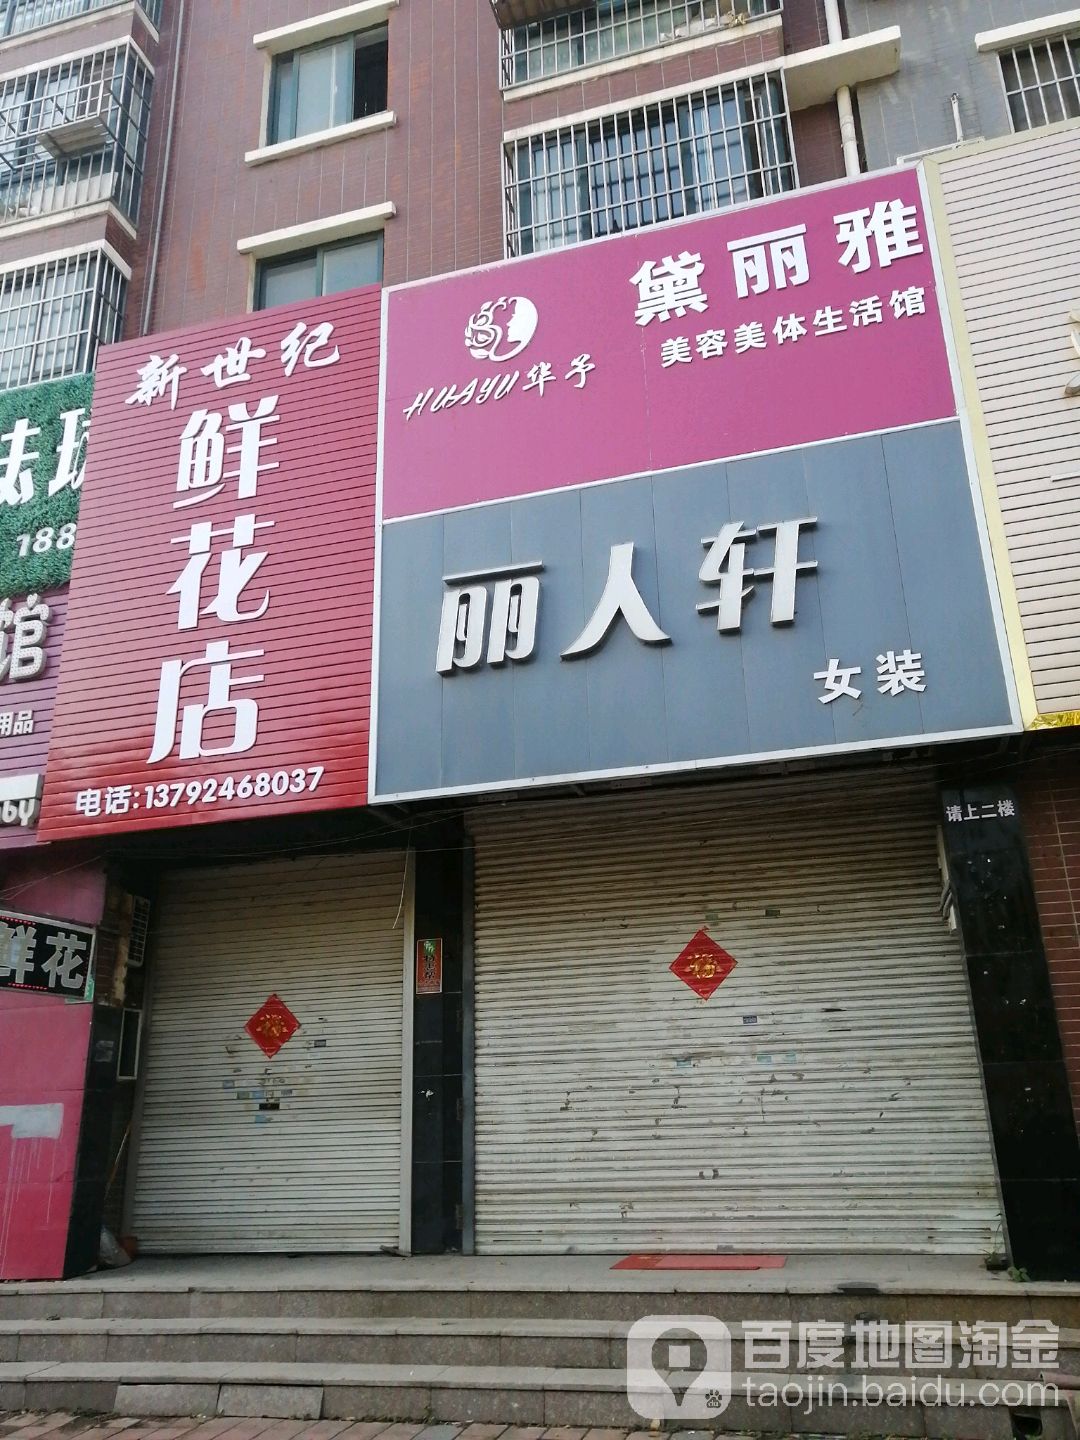 新世纪
鲜花店
电话:13792468037
黛丽雅
美容美体生活馆
HUAYU华予
丽人轩
女装
请上二楼
188
馆
用品
鲜花
福
福
百度地图淘金
taojin.baidu.com